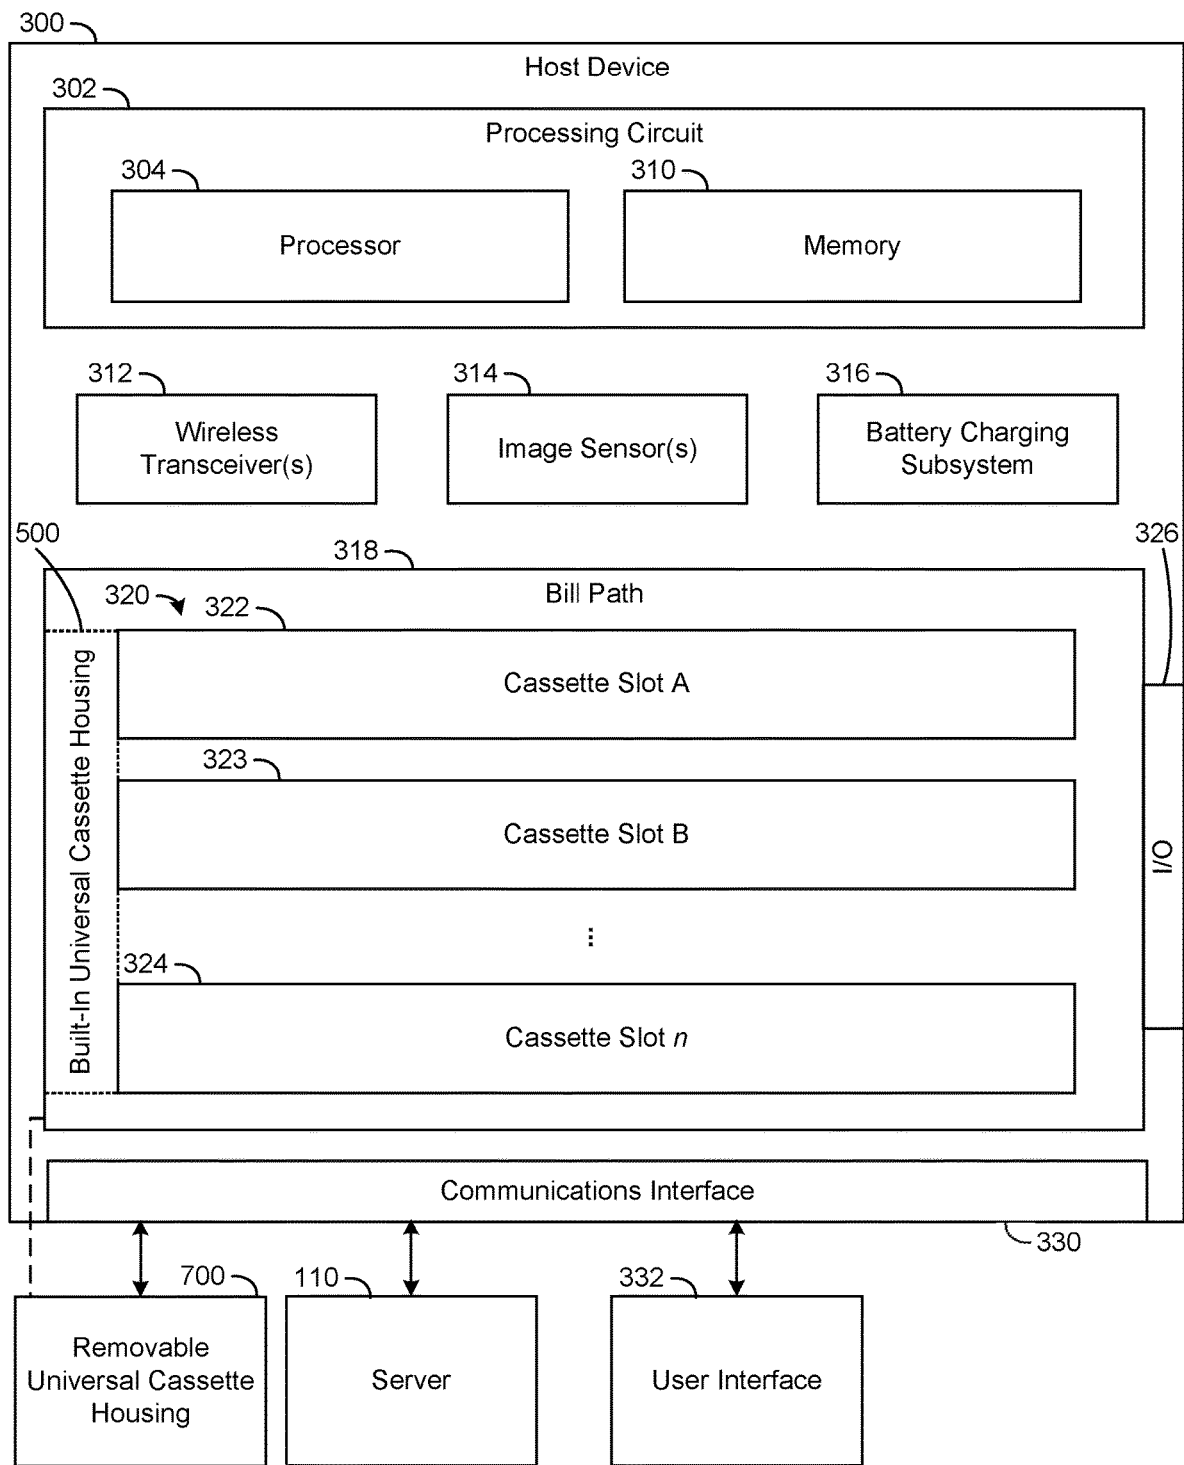 300
Host Device
302
Processing Circuit
304
310
Processor
Memory
312
314
316
Wireless
Transceiver(s)
Image Sensor(s)
Battery Charging
Subsystem
500
318
326
Bill Path
320
322
Built-In Universal Cassette Housing
Cassette Slot A
323
Cassette Slot B
I/O
...
324
Cassette Slot n
Communications Interface
330
700
110
332
Removable
Universal Cassette
Housing
Server
User Interface